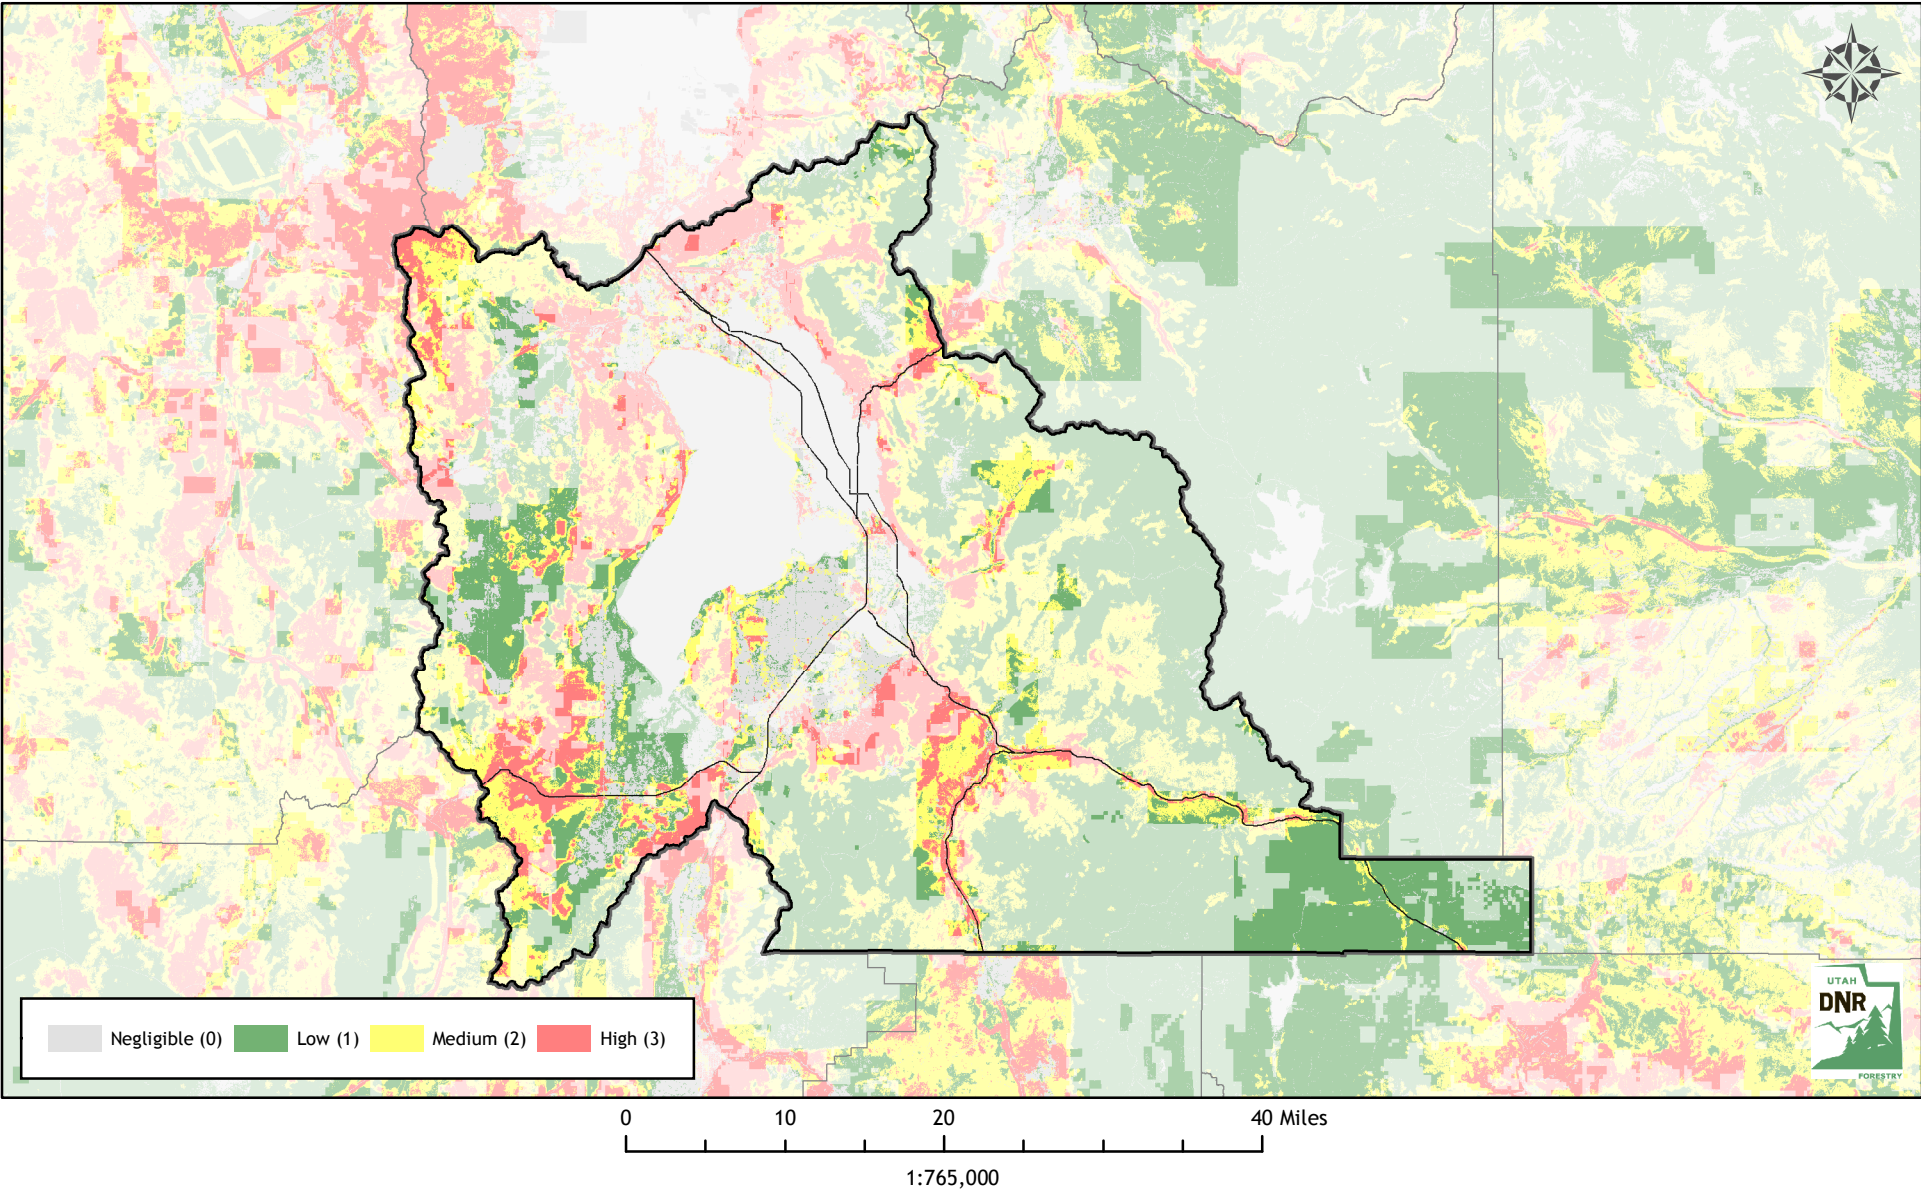 UTAH
DNR
FORESTRY
Negligible (0) Low (1) Medium (2) High (3)
0 10 20 40 Miles
1:765,000